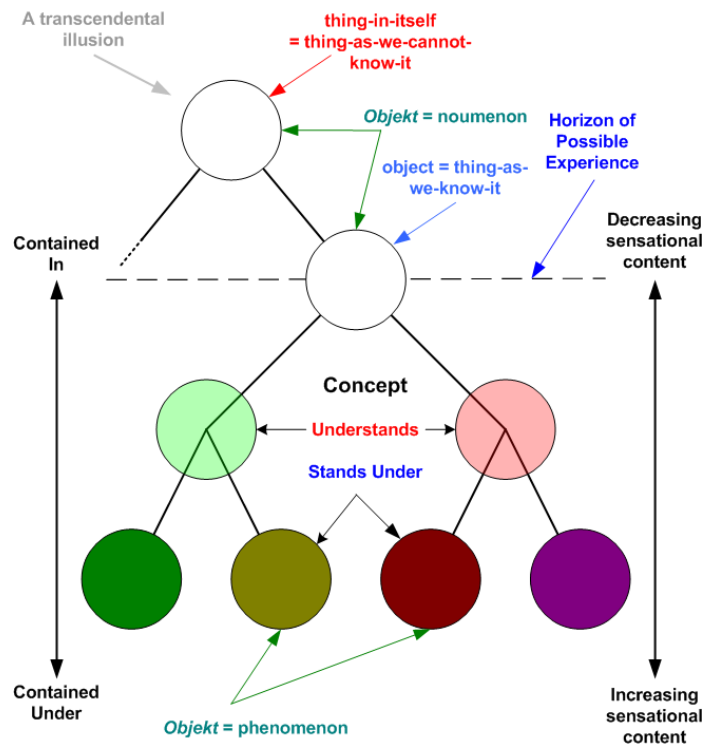 A transcendental
illusion
thing-in-itself
= thing-as-we-cannot-
know-it
Objekt = noumenon
object = thing-as-
we-know-it
Horizon of
Possible
Experience
Contained
In
Decreasing
sensational
content
Concept
Understands
Stands Under
Contained
Under
Objekt = phenomenon
Increasing
sensational
content